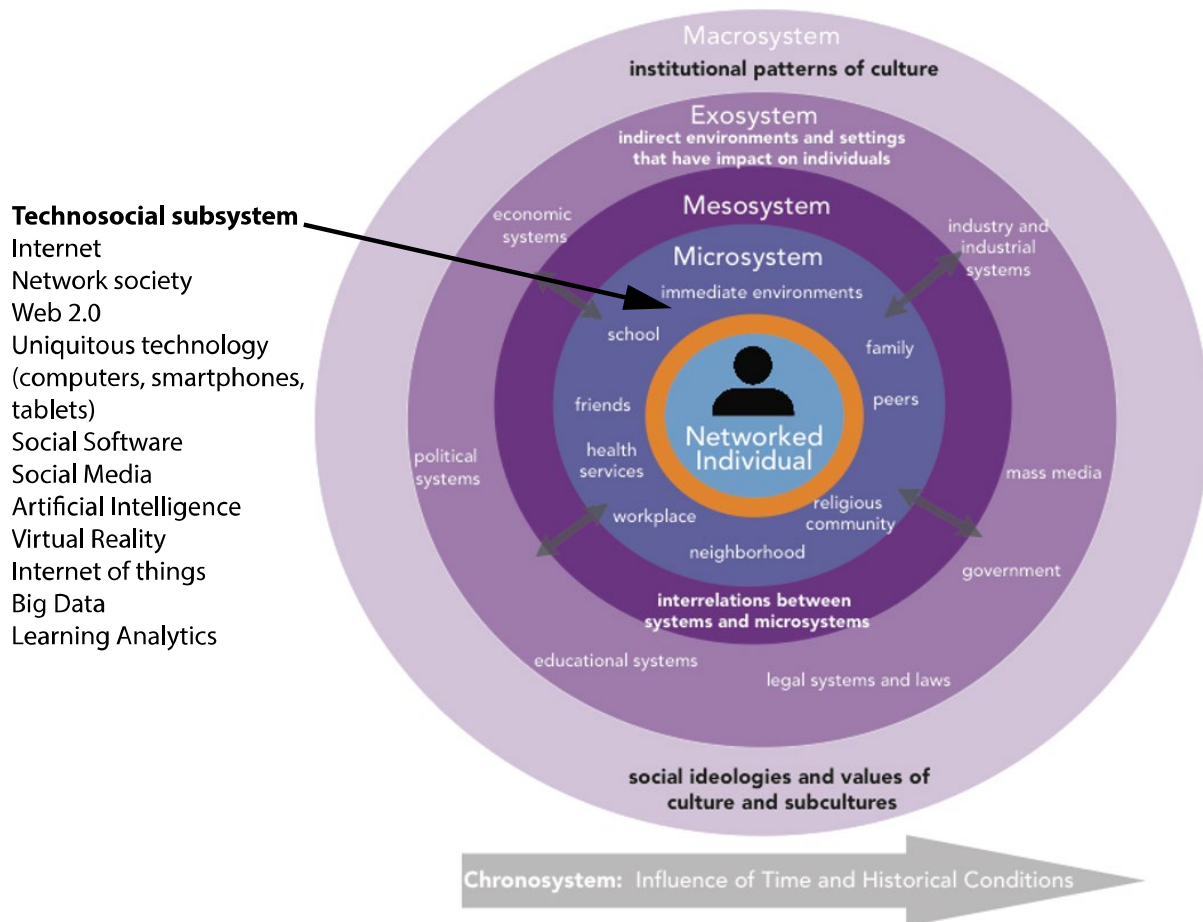 Macrosystem
institutional patterns of culture
Exosystem
indirect environments and settings
that have impact on individuals
Mesosystem
Microsystem
immediate environments
Technosocial subsystem
Internet
Network society
Web 2.0
Uniquitous technology
(computers, smartphones,
tablets)
Social Software
Social Media
Artificial Intelligence
Virtual Reality
Internet of things
Big Data
Learning Analytics
economic
systems
industry and
industrial
systems
school
family
friends
peers
Networked
Individual
health
services
political
systems
mass media
workplace
religious
community
neighborhood
government
interrelations between
systems and microsystems
educational systems
legal systems and laws
social ideologies and values of
culture and subcultures
Chronosystem: Influence of Time and Historical Conditions